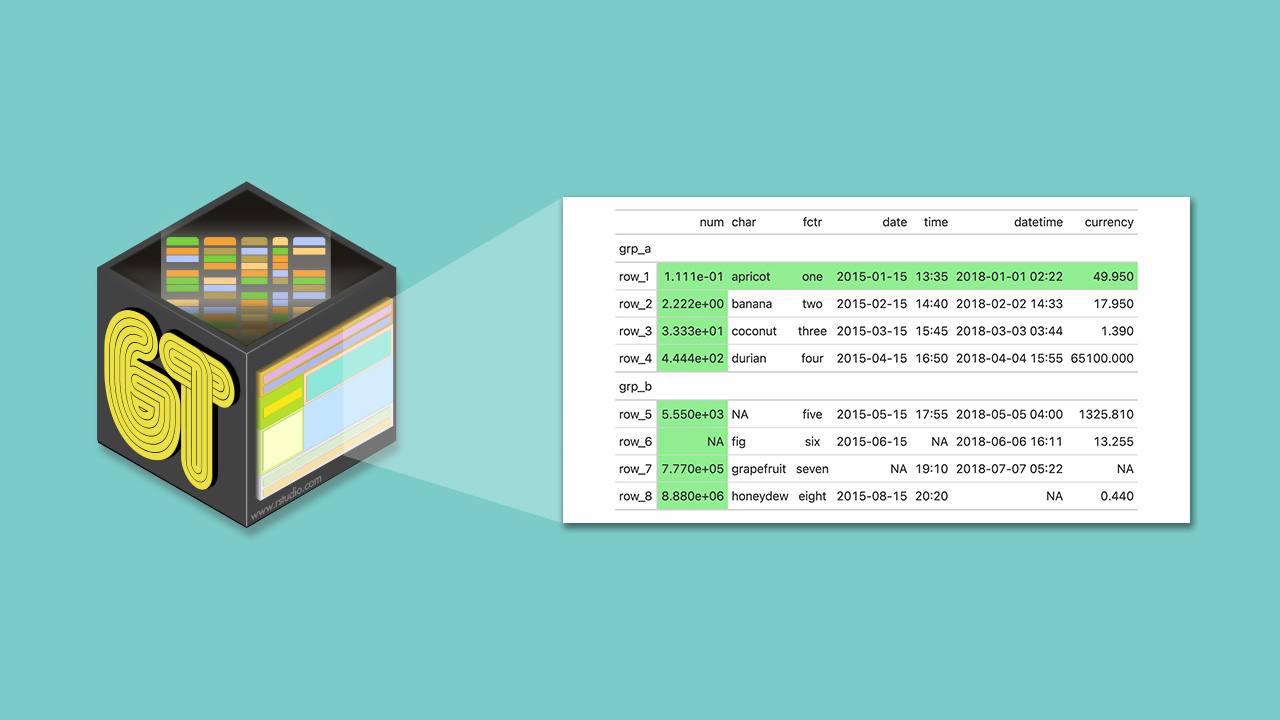 GT
www.rstudio.com
num char fctr date time datetime currency
grp_a
row_1 1.111e-01 apricot one 2015-01-15 13:35 2018-01-01 02:22 49.950
row_2 2.222e+00 banana two 2015-02-15 14:40 2018-02-02 14:33 17.950
row_3 3.333e+01 coconut three 2015-03-15 15:45 2018-03-03 03:44 1.390
row_4 4.444e+02 durian four 2015-04-15 16:50 2018-04-04 15:55 65100.000
grp_b
row_5 5.550e+03 NA five 2015-05-15 17:55 2018-05-05 04:00 1325.810
row_6 NA fig six 2015-06-15 NA 2018-06-06 16:11 13.255
row_7 7.770e+05 grapefruit seven NA 19:10 2018-07-07 05:22 NA
row_8 8.880e+06 honeydew eight 2015-08-15 20:20 NA 0.440